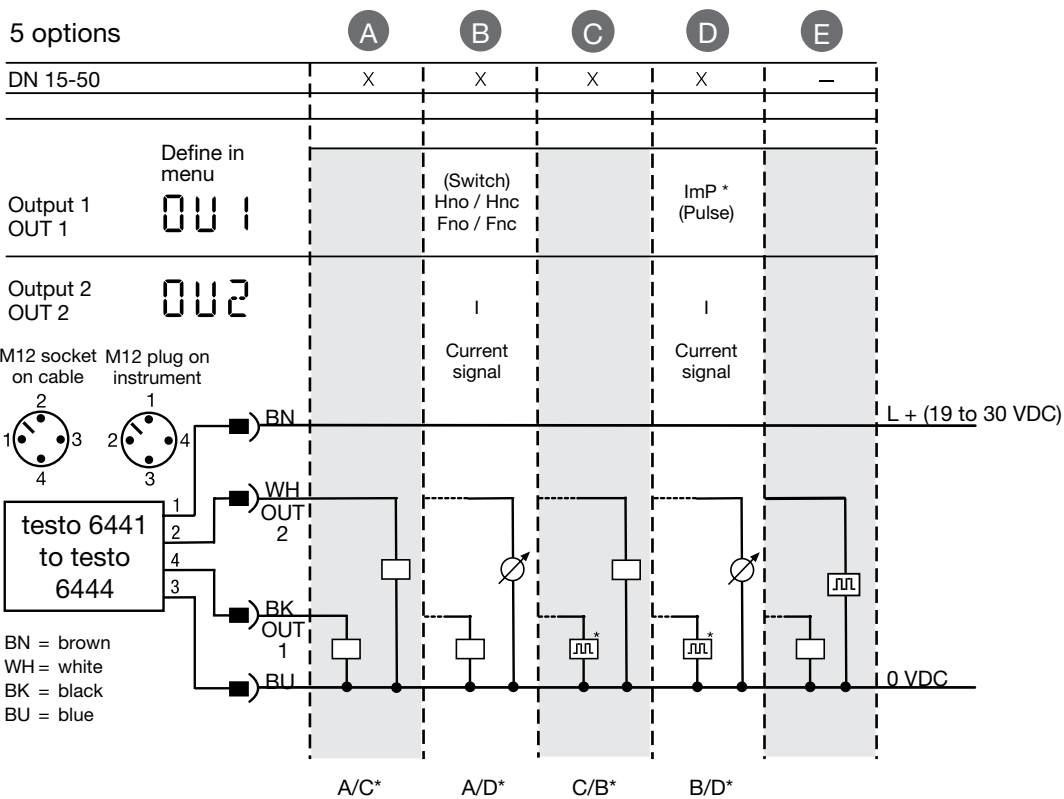 5 options
A B C D E
DN 15-50 X X X X –
Define in
menu
Output 1
OUT 1
OU1
(Switch)
Hno / Hnc
Fno / Fnc
ImP *
(Pulse)
Output 2
OUT 2
OU2
I
Current
signal
I
Current
signal
M12 socket
on cable
M12 plug on
instrument
2
1 3
4
1
2 4
3
BN
L + (19 to 30 VDC)
WH
OUT
2
testo 6441
to testo
6444
1
2
4
3
BK
OUT
1
*
*
BU
0 VDC
BN = brown
WH = white
BK = black
BU = blue
A/C* A/D* C/B* B/D*